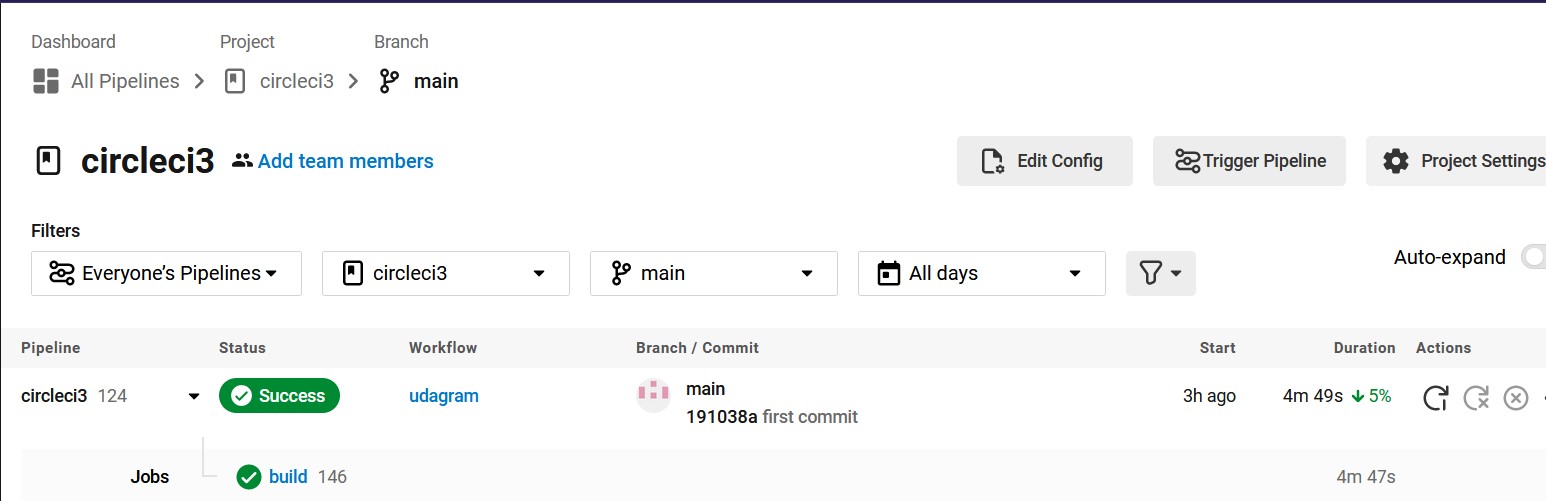 Dashboard Project Branch
All Pipelines circleci3 main
circleci3 Add team members Edit Config Trigger Pipeline Project Settings
Filters
Everyone’s Pipelines circleci3 main All days Auto-expand
Pipeline Status Workflow Branch / Commit Start Duration Actions
circleci3 124 Success udagram main 3h ago 4m 49s 5%
191038a first commit
Jobs build 146 4m 47s